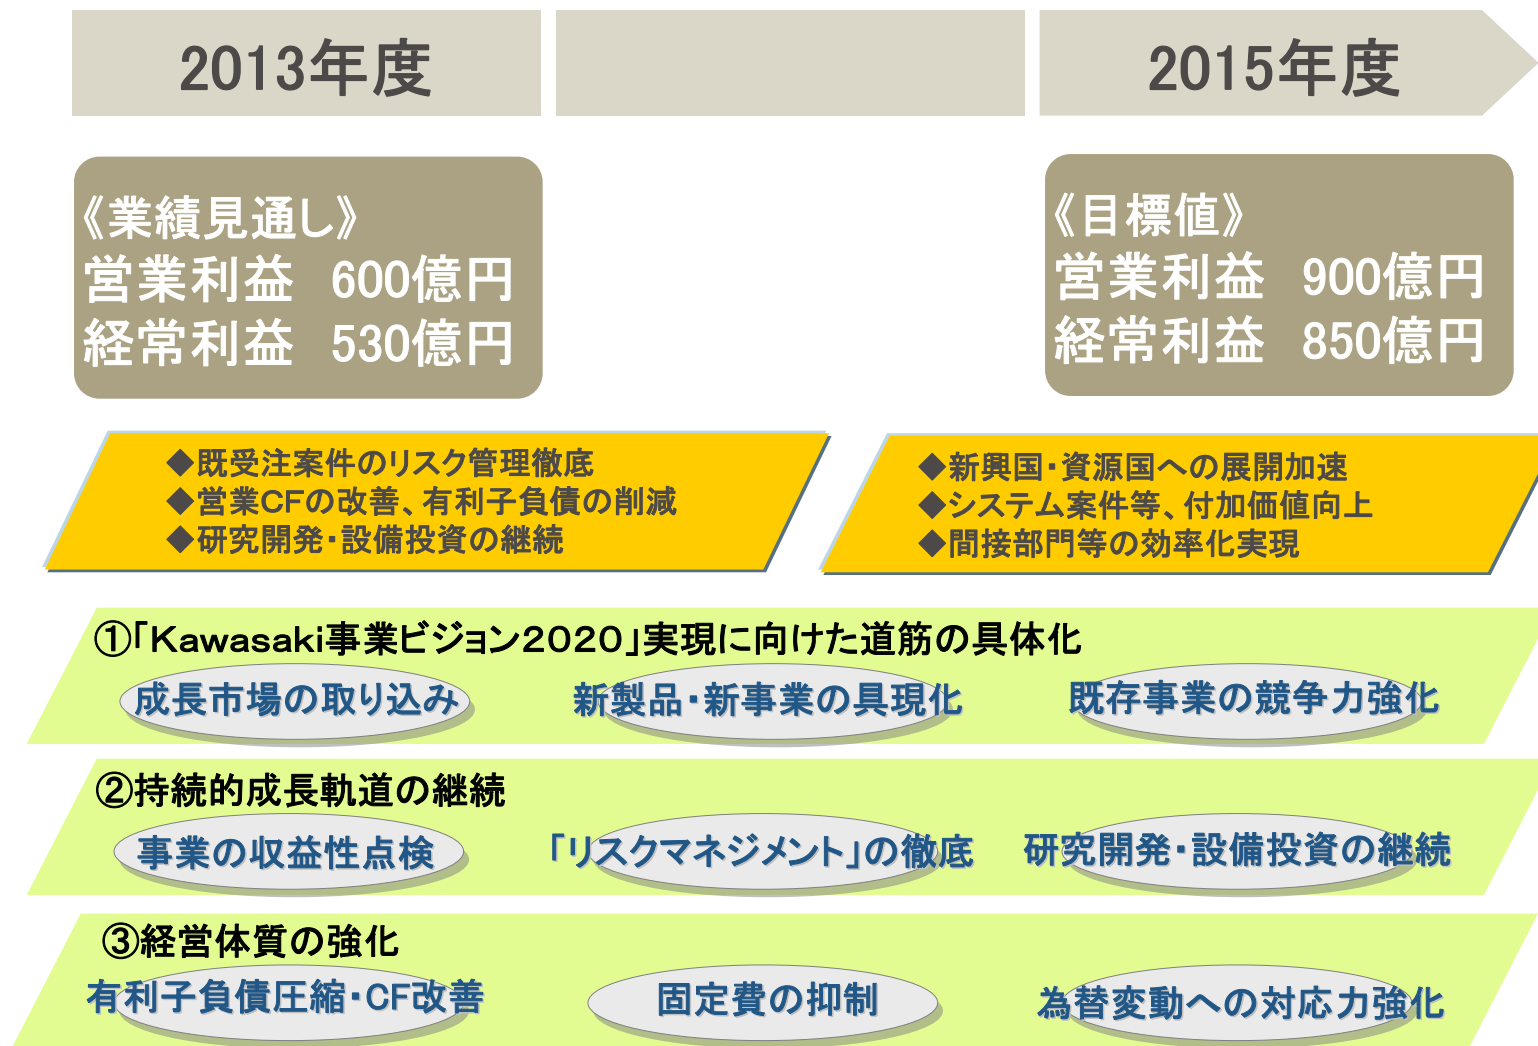 2013年度
2015年度
《業績見通し》
営業利益　600億円
経常利益　530億円
《目標値》
営業利益　900億円
経常利益　850億円
◆既受注案件のリスク管理徹底
◆営業CFの改善、有利子負債の削減
◆研究開発・設備投資の継続
◆新興国・資源国への展開加速
◆システム案件等、付加価値向上
◆間接部門等の効率化実現
①「Kawasaki事業ビジョン2020」実現に向けた道筋の具体化
成長市場の取り込み
新製品・新事業の具現化
既存事業の競争力強化
②持続的成長軌道の継続
事業の収益性点検
「リスクマネジメント」の徹底
研究開発・設備投資の継続
③経営体質の強化
有利子負債圧縮・CF改善
固定費の抑制
為替変動への対応力強化